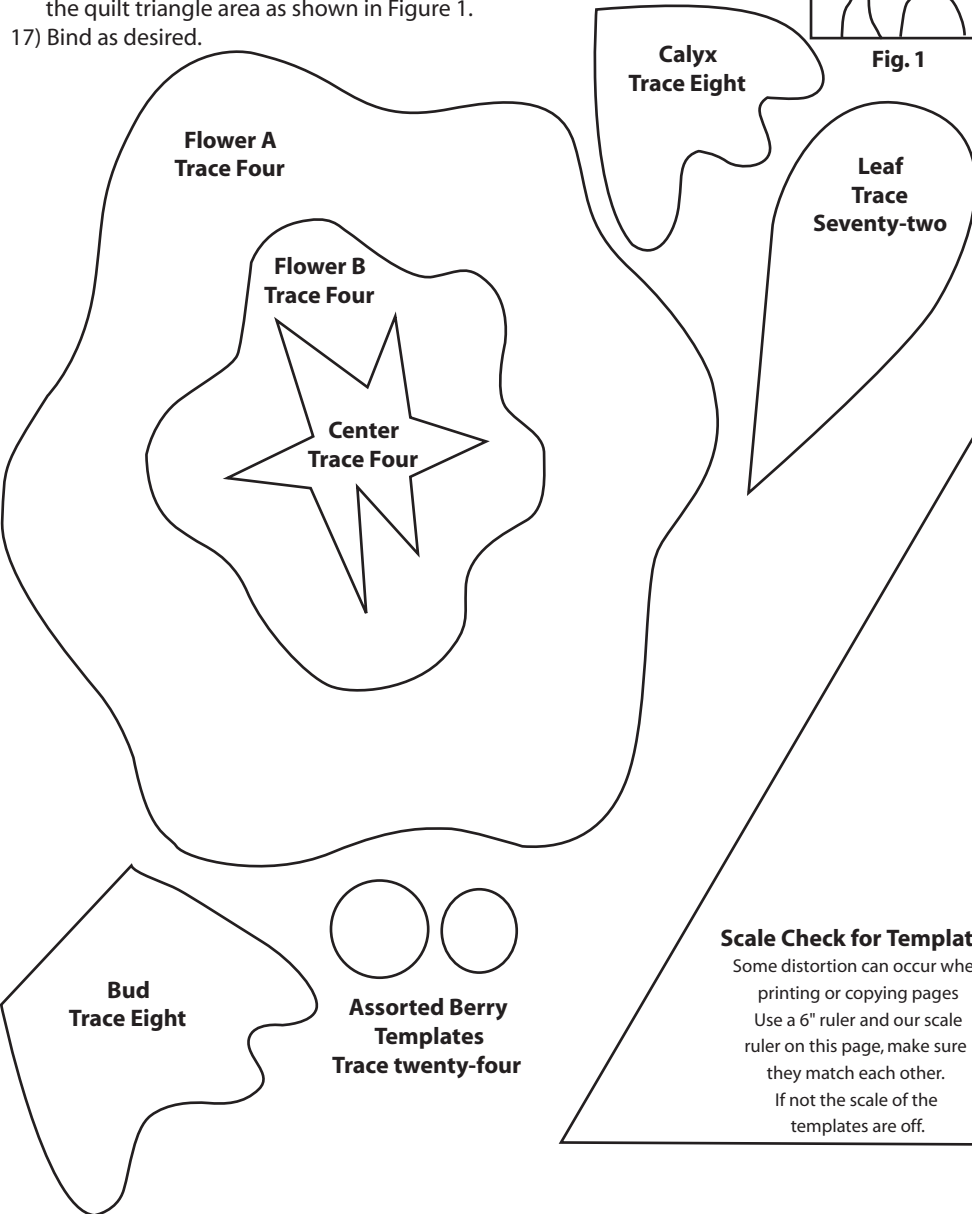 the quilt triangle area as shown in Figure 1.
17) Bind as desired.
Calyx
Trace Eight
Fig. 1
Flower A
Trace Four
Leaf
Trace
Seventy-two
Flower B
Trace Four
Center
Trace Four
Bud
Trace Eight
Assorted Berry
Templates
Trace twenty-four
Scale Check for Templat
Some distortion can occur whe
printing or copying pages
Use a 6" ruler and our scale
ruler on this page, make sure
they match each other.
If not the scale of the
templates are off.